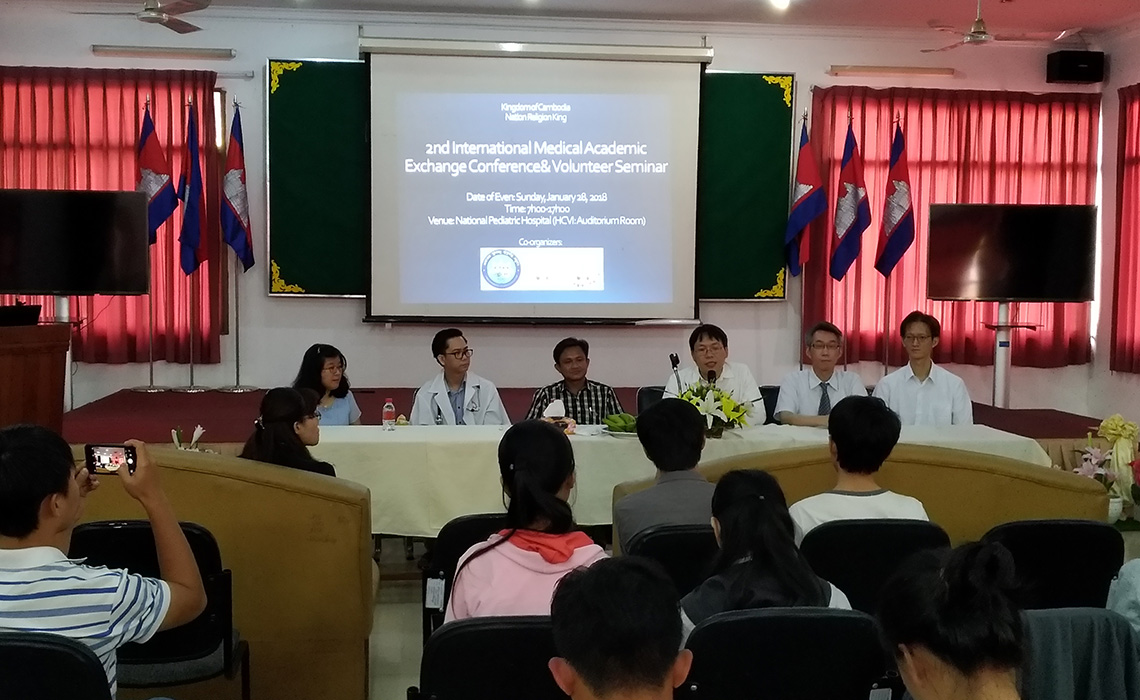 Kingdom of Cambodia
Nation Religion King
2nd International Medical Academic
Exchange Conference& Volunteer Seminar
Date of Even: Sunday, January 28, 2018
Time: 7h00-17h00
Venue: National Pediatric Hospital (HCVI: Auditorium Room)
Co-organizers: